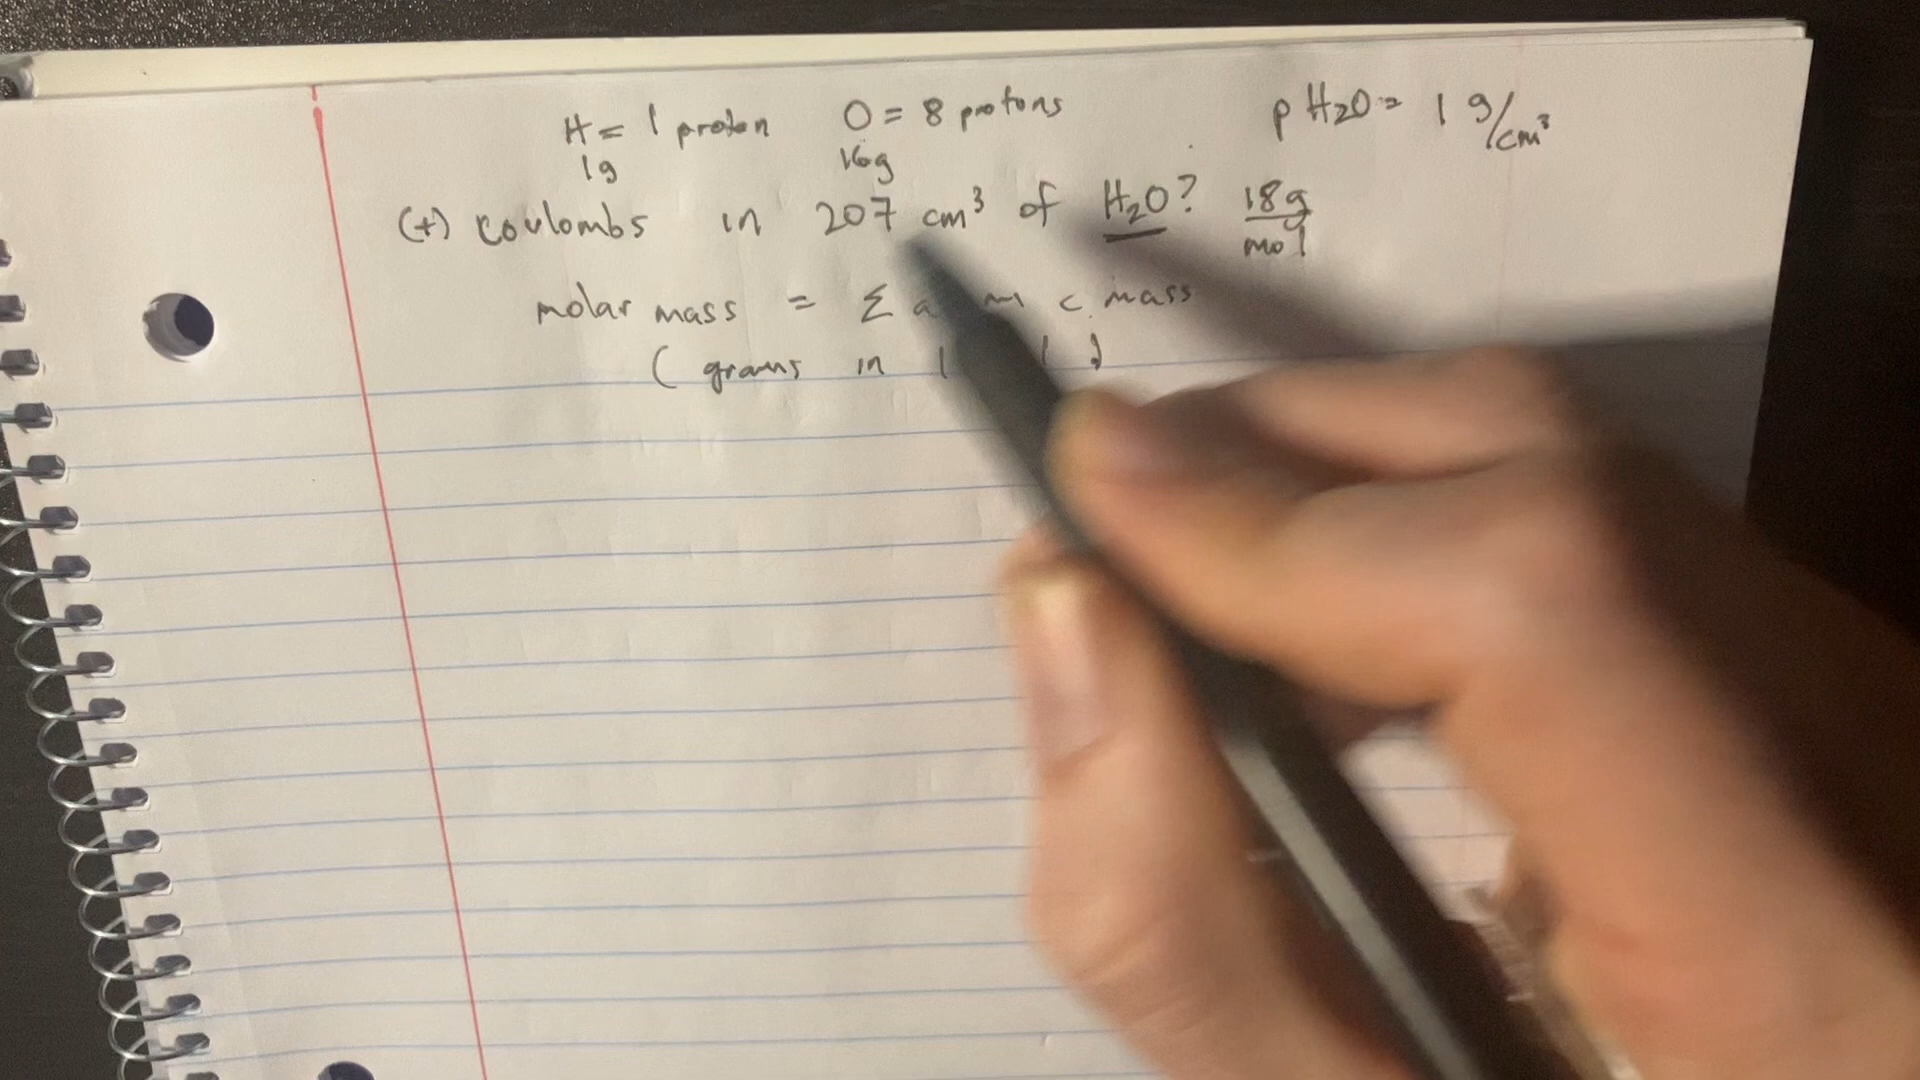 H = 1 proton O = 8 protons ρ H₂O = 1 g/cm³
1g 16g
(+) coulombs in 207 cm³ of H₂O? 18g/mol
molar mass = Σ mass
(grams in 1 )